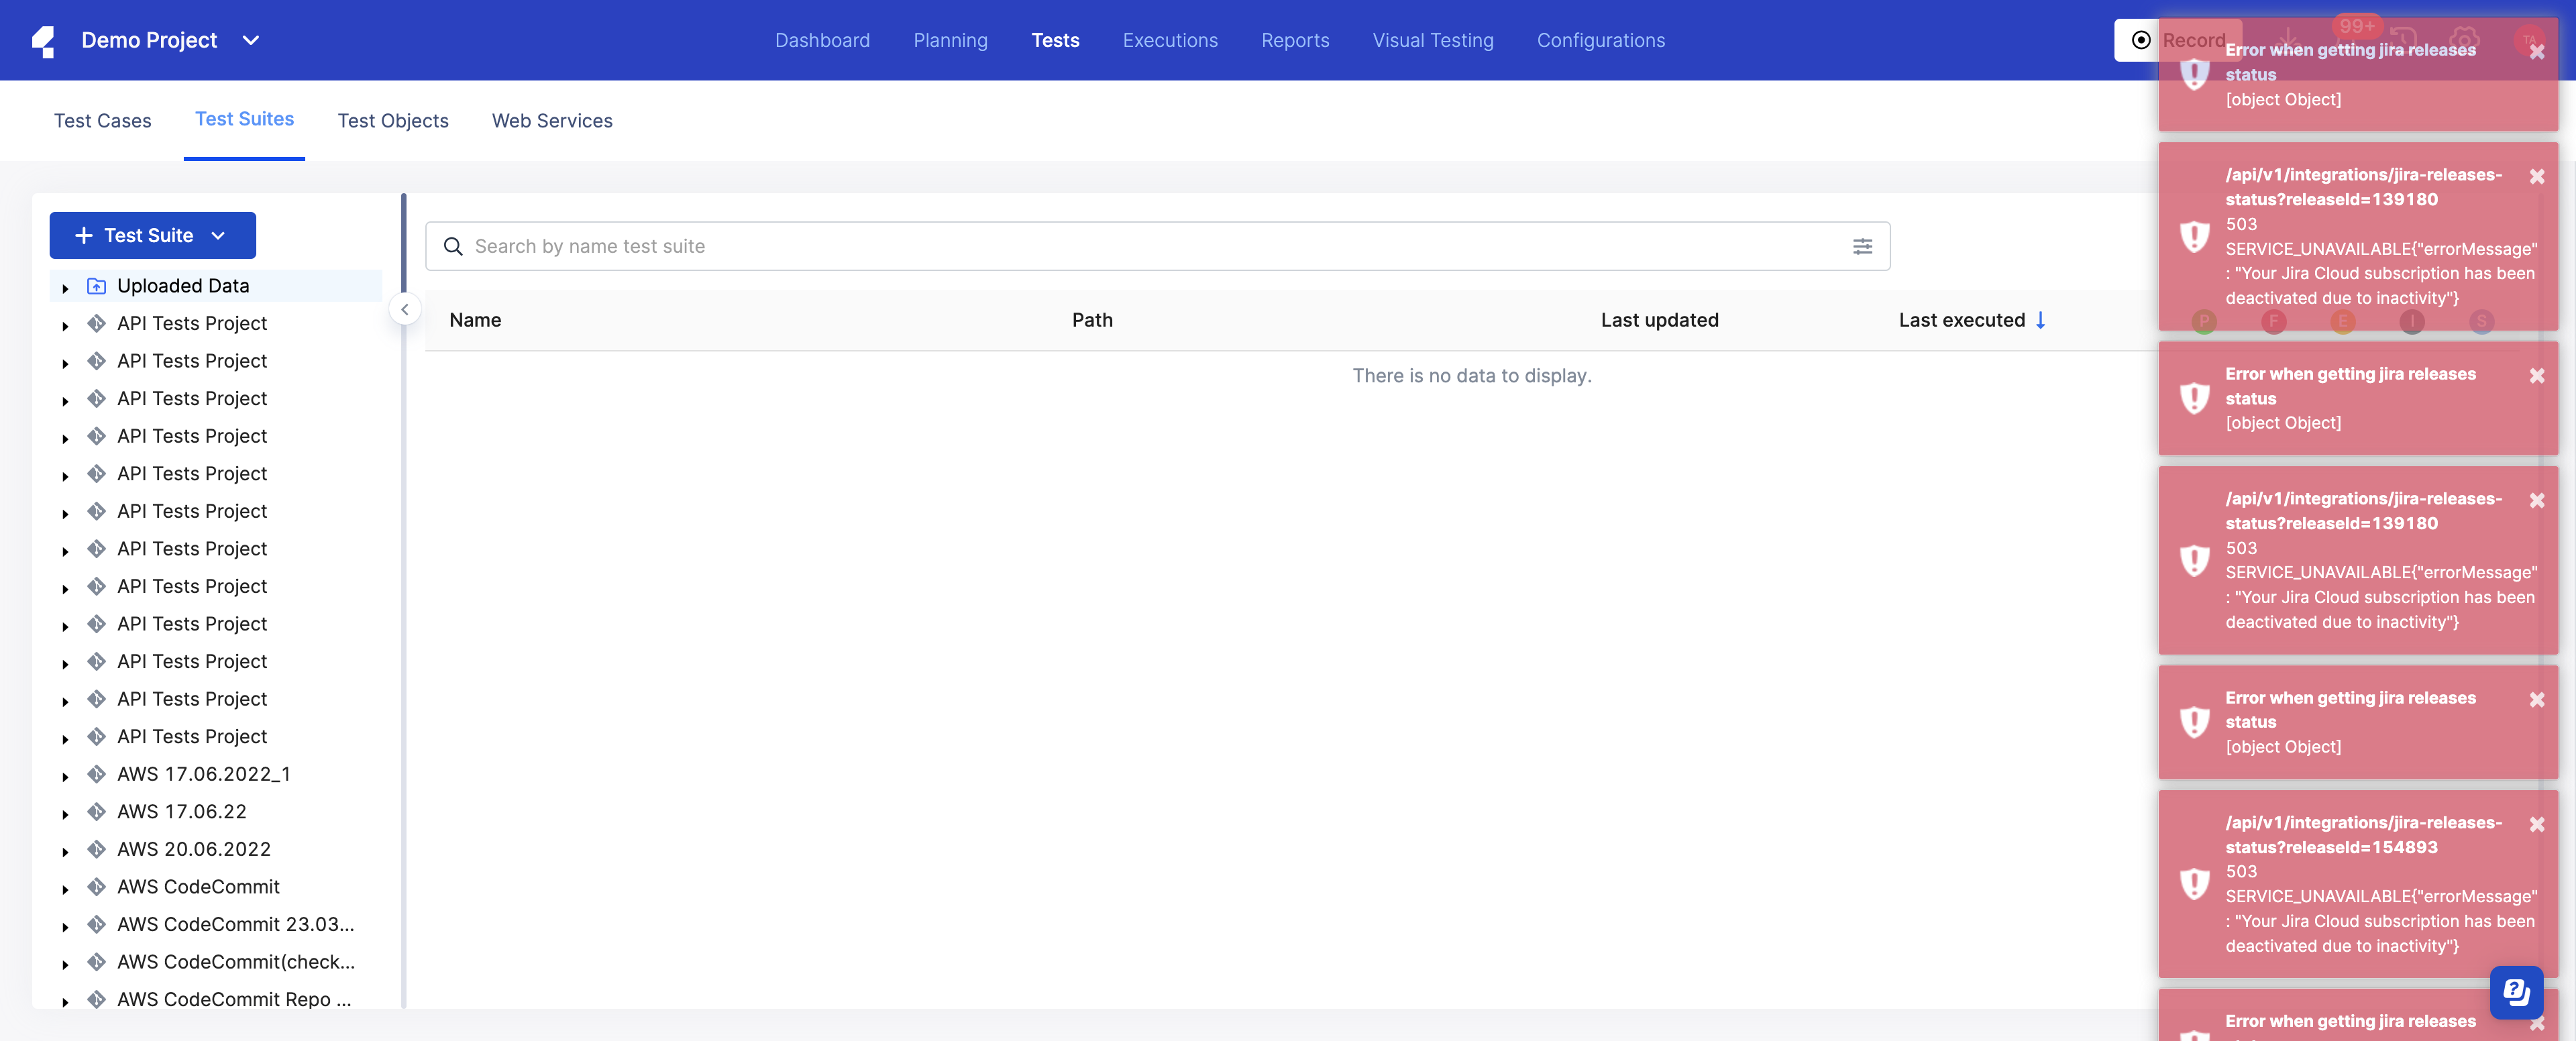 Demo Project
Dashboard
Planning
Tests
Executions
Reports
Visual Testing
Configurations
Record
99+
TA
Test Cases
Test Suites
Test Objects
Web Services
Test Suite
Uploaded Data
API Tests Project
API Tests Project
API Tests Project
API Tests Project
API Tests Project
API Tests Project
API Tests Project
API Tests Project
API Tests Project
API Tests Project
API Tests Project
API Tests Project
AWS 17.06.2022_1
AWS 17.06.22
AWS 20.06.2022
AWS CodeCommit
AWS CodeCommit 23.03...
AWS CodeCommit(check...
AWS CodeCommit Repo ...
Search by name test suite
Name
Path
Last updated
Last executed
P
F
E
I
S
There is no data to display.
Error when getting jira releases
status
[object Object]
/api/v1/integrations/jira-releases-
status?releaseId=139180
503
SERVICE_UNAVAILABLE{"errorMessage"
: "Your Jira Cloud subscription has been
deactivated due to inactivity"}
Error when getting jira releases
status
[object Object]
/api/v1/integrations/jira-releases-
status?releaseId=139180
503
SERVICE_UNAVAILABLE{"errorMessage"
: "Your Jira Cloud subscription has been
deactivated due to inactivity"}
Error when getting jira releases
status
[object Object]
/api/v1/integrations/jira-releases-
status?releaseId=154893
503
SERVICE_UNAVAILABLE{"errorMessage"
: "Your Jira Cloud subscription has been
deactivated due to inactivity"}
Error when getting jira releases